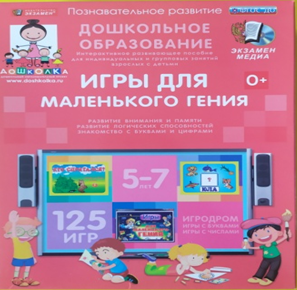 ЭКЗАМЕН
Познавательное развитие
ДОШКОЛКА
www.doshkolka.ru
ДОШКОЛЬНОЕ
ОБРАЗОВАНИЕ
Интерактивное развивающее пособие
для индивидуальных и групповых занятий
взрослых с детьми
ЭКЗАМЕН
МЕДИА
ИГРЫ ДЛЯ
МАЛЕНЬКОГО ГЕНИЯ
0+
РАЗВИТИЕ ВНИМАНИЯ И ПАМЯТИ
РАЗВИТИЕ ЛОГИЧЕСКИХ СПОСОБНОСТЕЙ
ЗНАКОМСТВО С БУКВАМИ И ЦИФРАМИ
5-7
ЛЕТ
125
ИГР
ИГРОДРОМ
ИГРЫ С БУКВАМИ
ИГРЫ С ЧИСЛАМИ